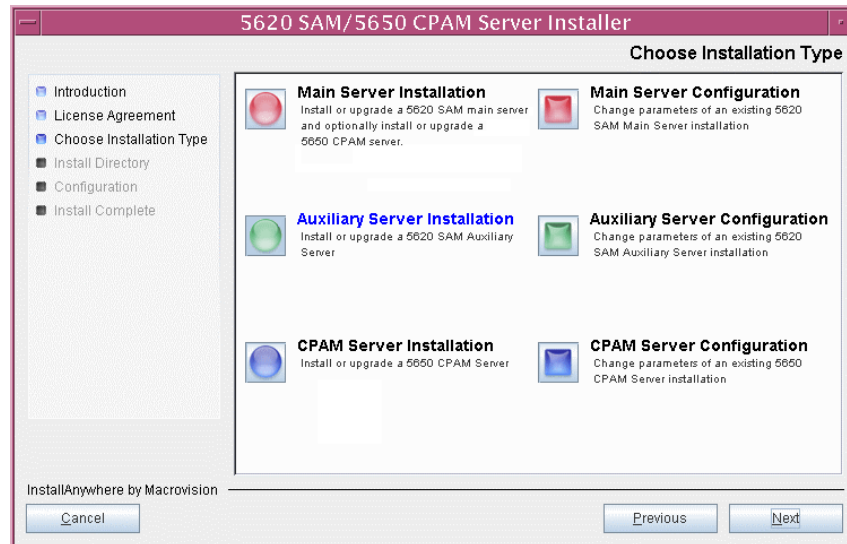 5620 SAM/5650 CPAM Server Installer
Choose Installation Type
Introduction
License Agreement
Choose Installation Type
Install Directory
Configuration
Install Complete
Main Server Installation
Install or upgrade a 5620 SAM main server
and optionally install or upgrade a
5650 CPAM server.
Main Server Configuration
Change parameters of an existing 5620
SAM Main Server installation
Auxiliary Server Installation
Install or upgrade a 5620 SAM Auxiliary
Server
Auxiliary Server Configuration
Change parameters of an existing 5620
SAM Auxiliary Server installation
CPAM Server Installation
Install or upgrade a 5650 CPAM Server
CPAM Server Configuration
Change parameters of an existing 5650
CPAM Server installation
InstallAnywhere by Macrovision
Cancel
Previous
Next